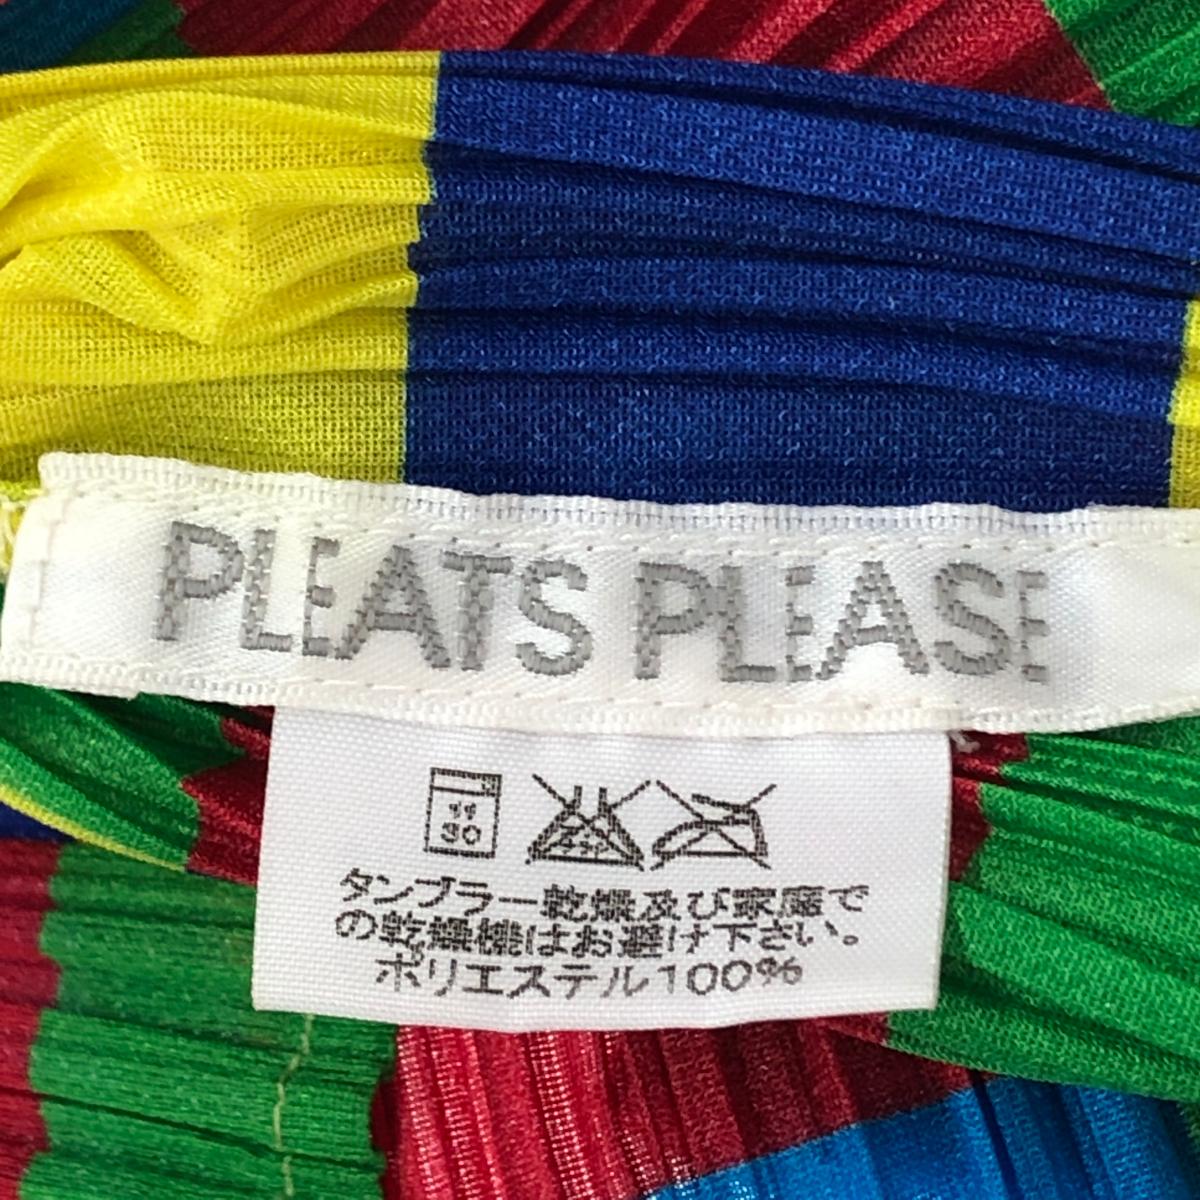 PLEATS PLEASE
30
タンブラー乾燥及び家庭で
の乾燥機はお避け下さい。
ポリエステル100%